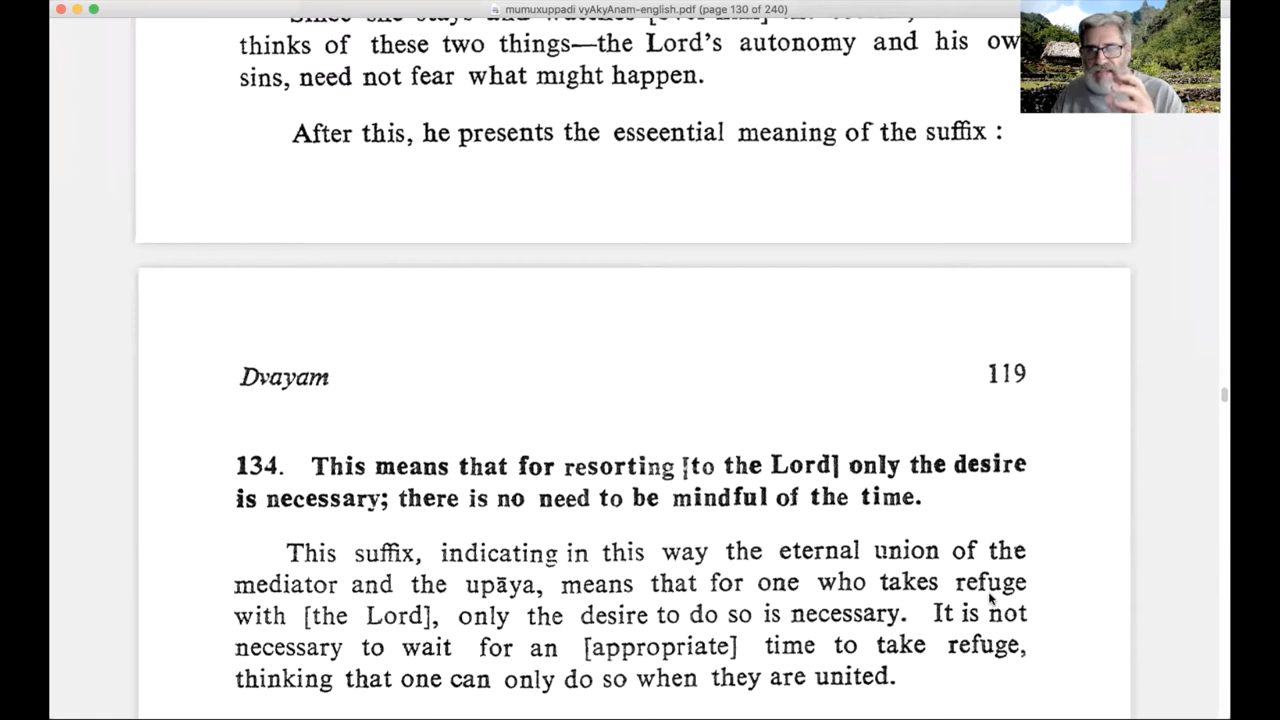 mumuxuppadi vyAkyAnam-english.pdf (page 130 of 240)
Since she stays and watches
thinks of these two things—the Lord's autonomy and his ow
sins, need not fear what might happen.
After this, he presents the esseential meaning of the suffix :
Dvayam
119
134. This means that for resorting [to the Lord] only the desire
is necessary; there is no need to be mindful of the time.
This suffix, indicating in this way the eternal union of the
mediator and the upāya, means that for one who takes refuge
with [the Lord], only the desire to do so is necessary. It is not
necessary to wait for an [appropriate] time to take refuge,
thinking that one can only do so when they are united.